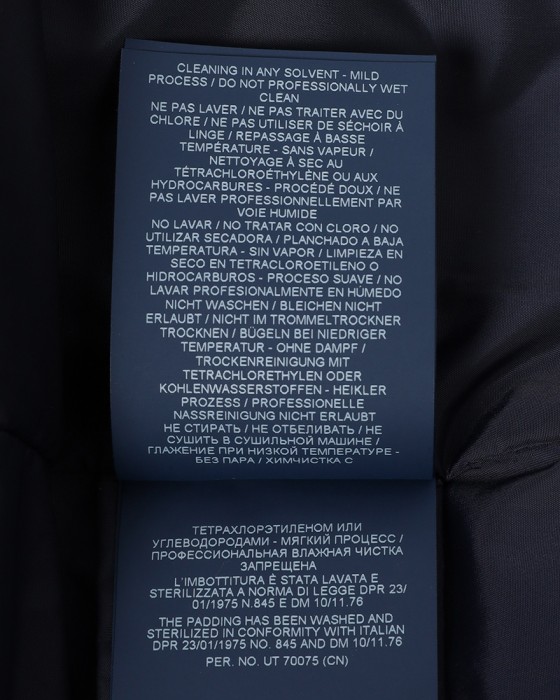 CLEANING IN ANY SOLVENT - MILD
PROCESS / DO NOT PROFESSIONALLY WET
CLEAN
NE PAS LAVER / NE PAS TRAITER AVEC DU
CHLORE / NE PAS UTILISER DE SÉCHOIR À
LINGE / REPASSAGE À BASSE
TEMPÉRATURE - SANS VAPEUR /
NETTOYAGE À SEC AU
TÉTRACHLOROÉTHYLÈNE OU AUX
HYDROCARBURES - PROCÉDÉ DOUX / NE
PAS LAVER PROFESSIONNELLEMENT PAR
VOIE HUMIDE
NO LAVAR / NO TRATAR CON CLORO / NO
UTILIZAR SECADORA / PLANCHADO A BAJA
TEMPERATURA - SIN VAPOR / LIMPIEZA EN
SECO EN TETRACLOROETILENO O
HIDROCARBUROS - PROCESO SUAVE / NO
LAVAR PROFESIONALMENTE EN HÚMEDO
NICHT WASCHEN / BLEICHEN NICHT
ERLAUBT / NICHT IM TROMMELTROCKNER
TROCKNEN / BÜGELN BEI NIEDRIGER
TEMPERATUR - OHNE DAMPF /
TROCKENREINIGUNG MIT
TETRACHLORETHYLEN ODER
KOHLENWASSERSTOFFEN - HEIKLER
PROZESS / PROFESSIONELLE
NASSREINIGUNG NICHT ERLAUBT
НЕ СТИРАТЬ / НЕ ОТБЕЛИВАТЬ / НЕ
СУШИТЬ В СУШИЛЬНОЙ МАШИНЕ /
ГЛАЖЕНИЕ ПРИ НИЗКОЙ ТЕМПЕРАТУРЕ -
БЕЗ ПАРА / ХИМЧИСТКА С
ТЕТРАХЛОРЭТИЛЕНОМ ИЛИ
УГЛЕВОДОРОДАМИ - МЯГКИЙ ПРОЦЕСС /
ПРОФЕССИОНАЛЬНАЯ ВЛАЖНАЯ ЧИСТКА
ЗАПРЕЩЕНА
L'IMBOTTITURA È STATA LAVATA E
STERILIZZATA A NORMA DI LEGGE DPR 23/
01/1975 N.845 E DM 10/11.76
THE PADDING HAS BEEN WASHED AND
STERILIZED IN CONFORMITY WITH ITALIAN
DPR 23/01/1975 NO. 845 AND DM 10/11.76
PER. NO. UT 70075 (CN)